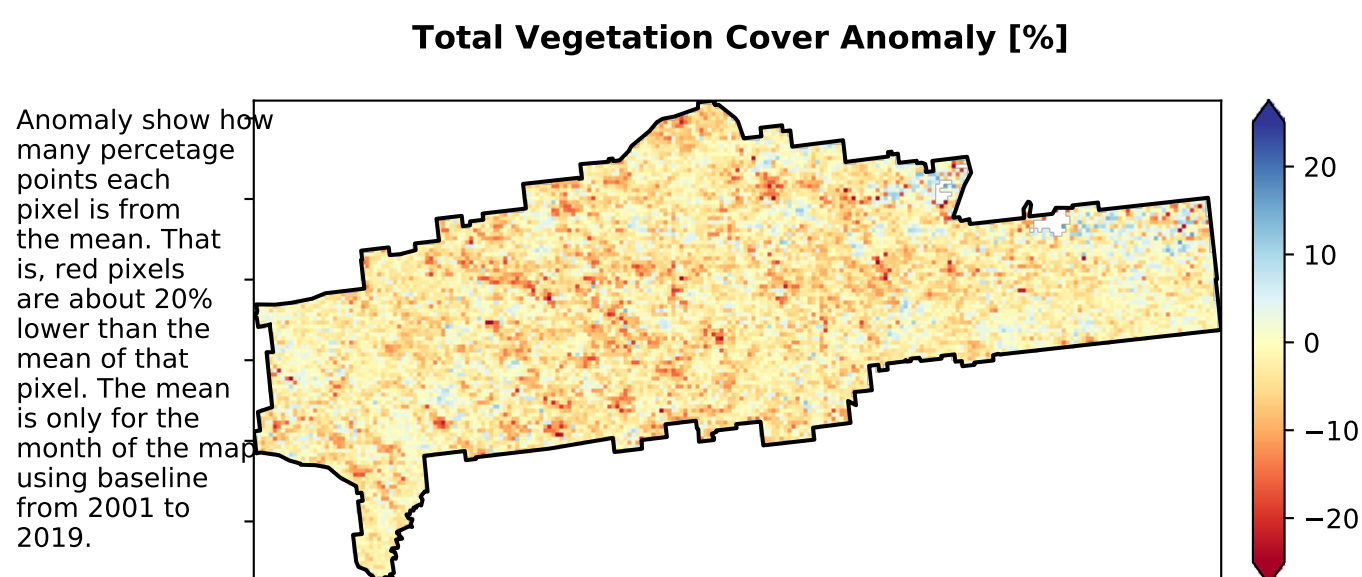 Total Vegetation Cover Anomaly [%]
Anomaly show how
many percetage
points each
pixel is from
the mean. That
is, red pixels
are about 20%
lower than the
mean of that
pixel. The mean
is only for the
month of the map
using baseline
from 2001 to
2019.
20
10
0
−10
−20